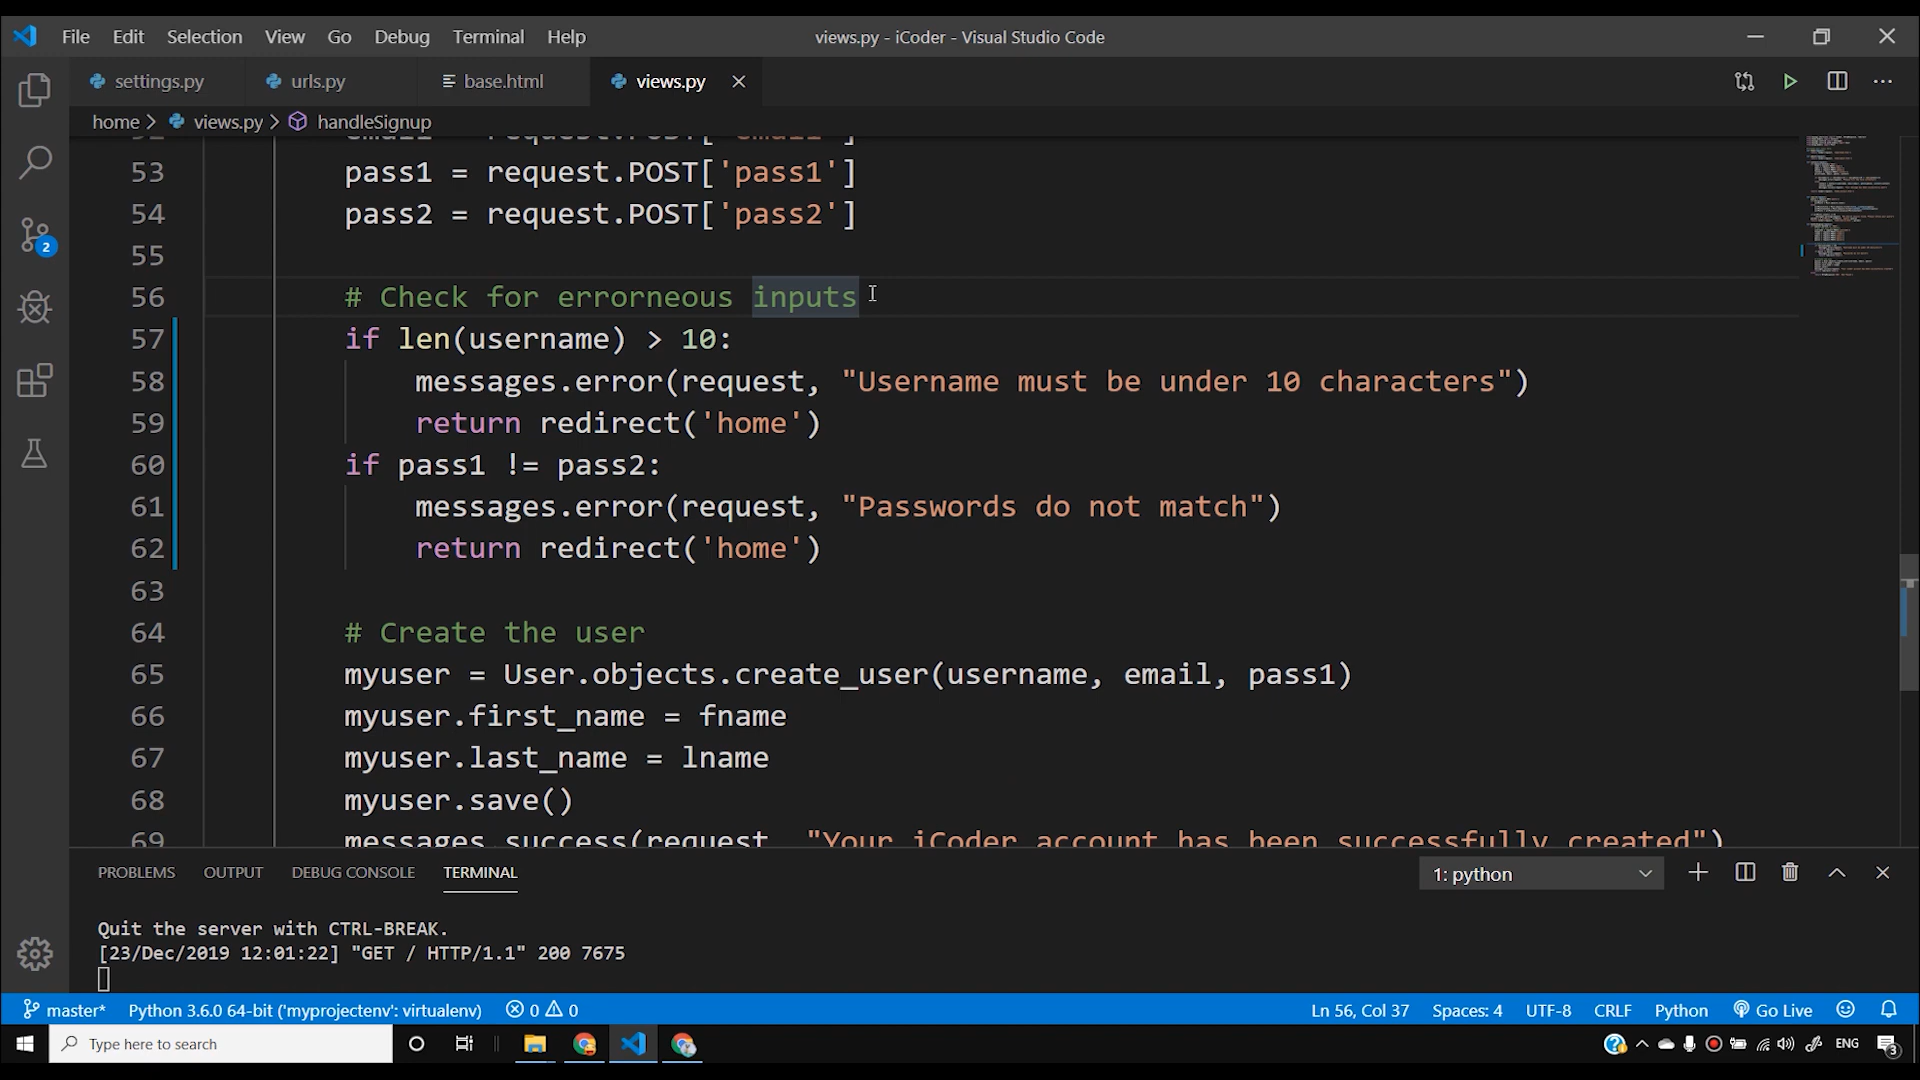 File Edit Selection View Go Debug Terminal Help
views.py - iCoder - Visual Studio Code
settings.py urls.py base.html views.py
home > views.py > handleSignup
53 pass1 = request.POST['pass1']
54 pass2 = request.POST['pass2']
55
56 # Check for errorneous inputs
57 if len(username) > 10:
58 messages.error(request, "Username must be under 10 characters")
59 return redirect('home')
60 if pass1 != pass2:
61 messages.error(request, "Passwords do not match")
62 return redirect('home')
63
64 # Create the user
65 myuser = User.objects.create_user(username, email, pass1)
66 myuser.first_name = fname
67 myuser.last_name = lname
68 myuser.save()
69 messages.success(request, "Your iCoder account has been successfully created")
PROBLEMS OUTPUT DEBUG CONSOLE TERMINAL 1: python
Quit the server with CTRL-BREAK.
[23/Dec/2019 12:01:22] "GET / HTTP/1.1" 200 7675
master* Python 3.6.0 64-bit ('myprojectenv': virtualenv) 0 0 Ln 56, Col 37 Spaces: 4 UTF-8 CRLF Python Go Live
Type here to search ENG 3